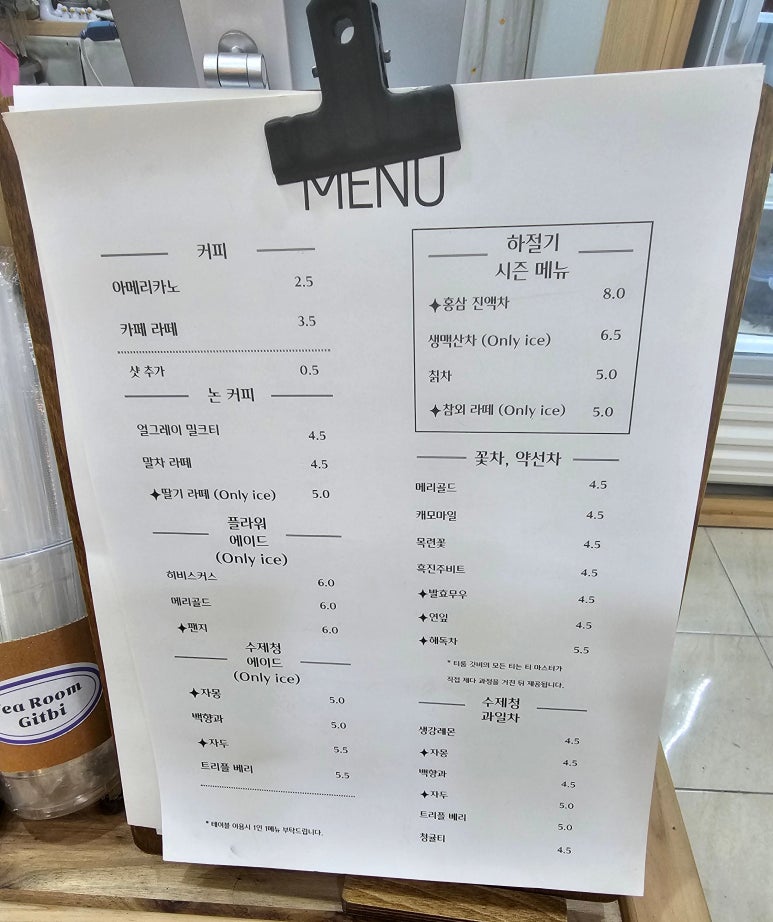 MENU
커피
아메리카노 2.5
카페 라떼 3.5
샷 추가 0.5
논 커피
얼그레이 밀크티 4.5
말차 라떼 4.5
✦딸기 라떼 (Only ice) 5.0
플라워
에이드
(Only ice)
히비스커스 6.0
메리골드 6.0
✦팬지 6.0
수제청
에이드
(Only ice)
✦자몽 5.0
백향과 5.0
✦자두 5.5
트리플 베리 5.5
* 테이블 이용시 1인 1메뉴 부탁드립니다.
하절기
시즌 메뉴
✦홍삼 진액차 8.0
생맥산차 (Only ice) 6.5
칡차 5.0
✦참외 라떼 (Only ice) 5.0
꽃차, 약선차
메리골드 4.5
캐모마일 4.5
목련꽃 4.5
흑진주비트 4.5
✦발효무우 4.5
✦연잎 4.5
✦해독차 5.5
* 티룸 깃비의 모든 티는 티 마스터가
직접 제다 과정을 거친 뒤 제공됩니다.
수제청
과일차
생강레몬 4.5
✦자몽 4.5
백향과 4.5
✦자두 5.0
트리플 베리 5.0
청귤티 4.5
Tea Room
Gitbi